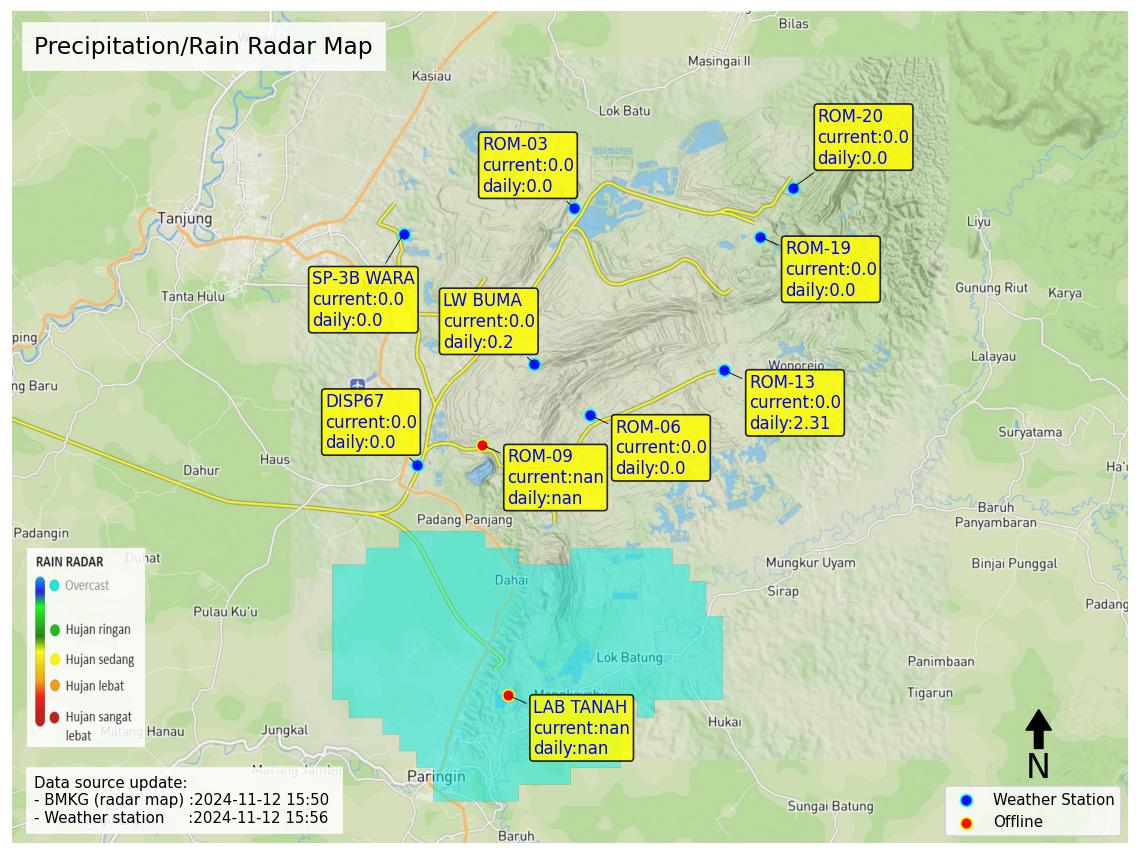 Precipitation/Rain Radar Map
Bilas
Masingai II
Kasiau
Lok Batu
ROM-20
current:0.0
daily:0.0
ROM-03
current:0.0
daily:0.0
Tanjung
Liyu
ROM-19
current:0.0
daily:0.0
SP-3B WARA
current:0.0
daily:0.0
Tanta Hulu
LW BUMA
current:0.0
daily:0.2
Gunung Riut
Karya
ping
Lalayau
Wonorejo
ng Baru
ROM-13
current:0.0
daily:2.31
DISP67
current:0.0
daily:0.0
ROM-06
current:0.0
daily:0.0
Suryatama
ROM-09
current:nan
daily:nan
Haus
Dahur
Ha'u
Baruh
Panyambaran
Padang Panjang
Padangin
Duhat
Mungkur Uyam
Binjai Punggal
RAIN RADAR
Overcast
Hujan ringan
Hujan sedang
Hujan lebat
Hujan sangat
lebat
Dahai
Sirap
Padang
Pulau Ku'u
Lok Batung
Panimbaan
Tigarun
LAB TANAH
current:nan
daily:nan
Hukai
Matang Hanau
Jungkal
N
Paringin
Data source update:
- BMKG (radar map) :2024-11-12 15:50
- Weather station :2024-11-12 15:56
Sungai Batung
Weather Station
Offline
Baruh